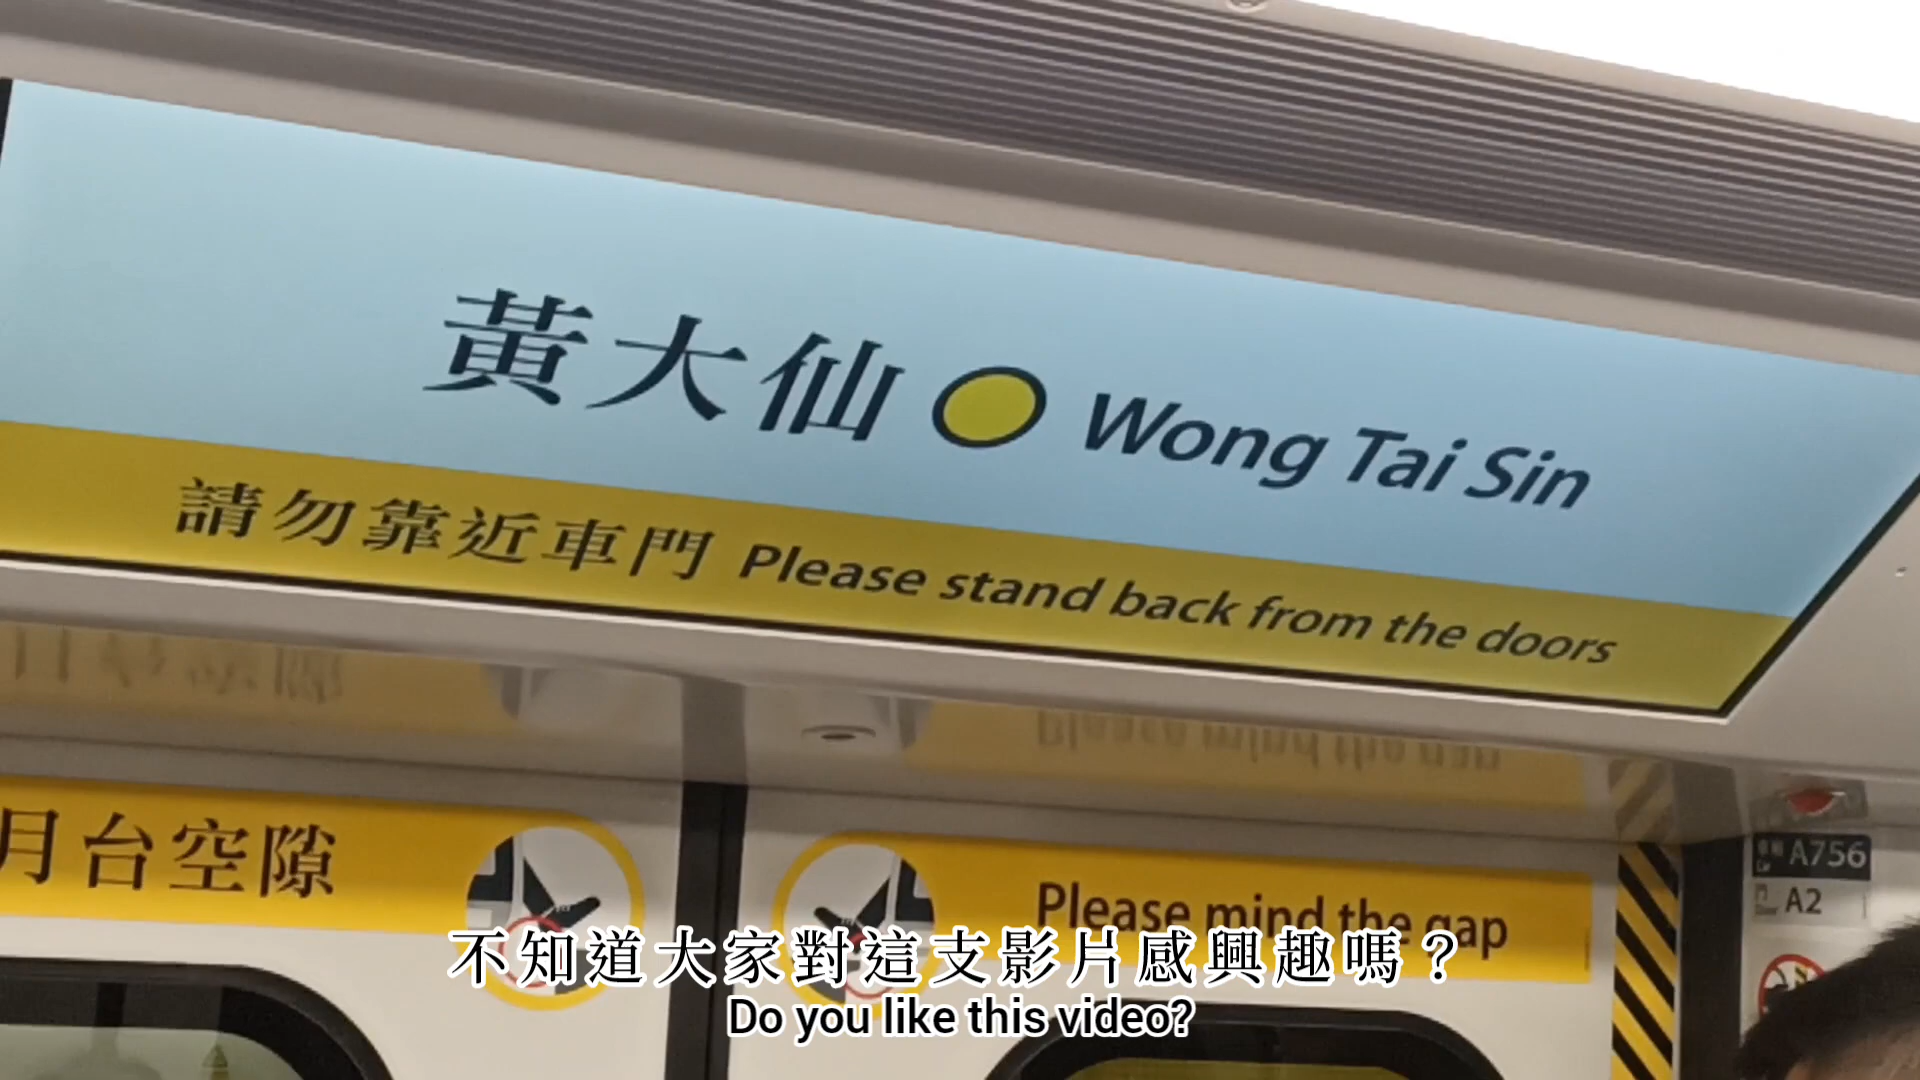 黃大仙 Wong Tai Sin
請勿靠近車門 Please stand back from the doors
月台空隙
Please mind the gap
A756
A2
不知道大家對這支影片感興趣嗎？
Do you like this video?